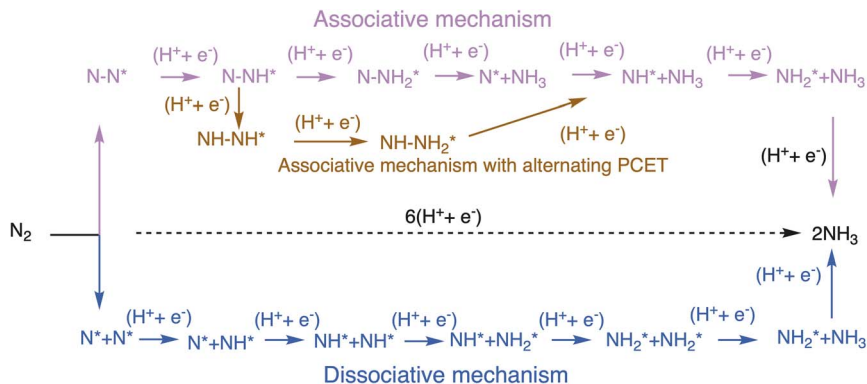 Associative mechanism
(H⁺+ e⁻) (H⁺+ e⁻) (H⁺+ e⁻) (H⁺+ e⁻) (H⁺+ e⁻)
N-N* N-NH* N-NH₂* N*+NH₃ NH*+NH₃ NH₂*+NH₃
(H⁺+ e⁻)
(H⁺+ e⁻) (H⁺+ e⁻)
NH-NH* NH-NH₂*
Associative mechanism with alternating PCET
(H⁺+ e⁻)
6(H⁺+ e⁻)
N₂ 2NH₃
(H⁺+ e⁻)
(H⁺+ e⁻) (H⁺+ e⁻) (H⁺+ e⁻) (H⁺+ e⁻) (H⁺+ e⁻)
N*+N* N*+NH* NH*+NH* NH*+NH₂* NH₂*+NH₂* NH₂*+NH₃
Dissociative mechanism